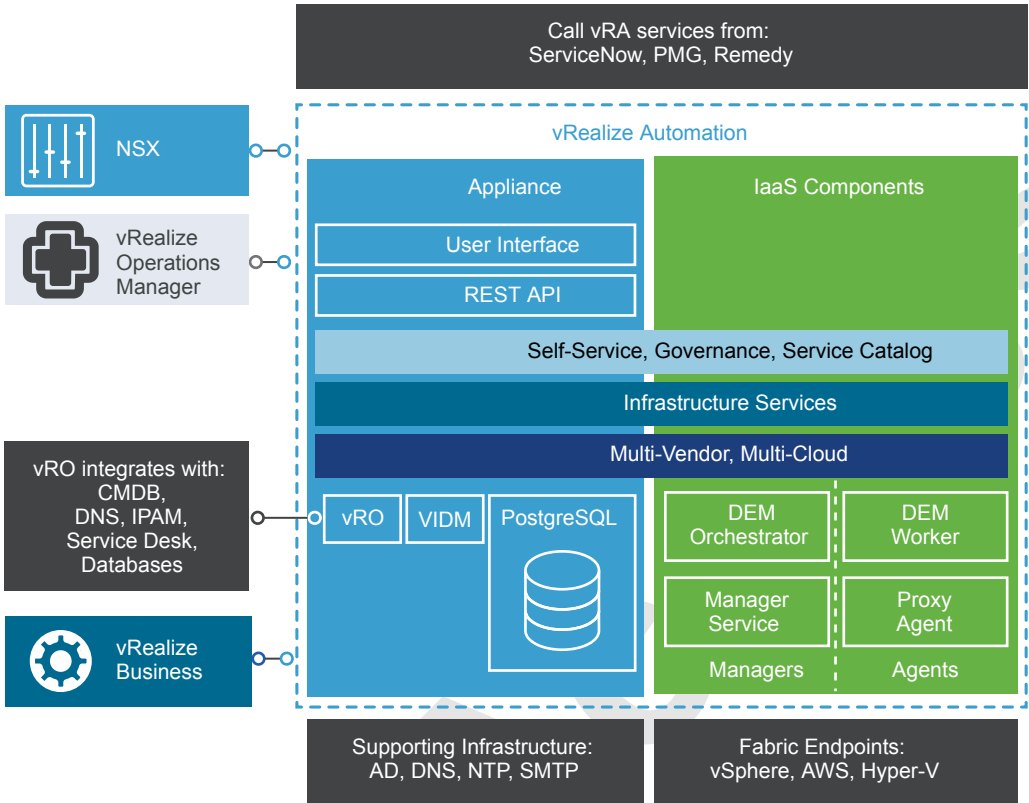 Call vRA services from:
ServiceNow, PMG, Remedy
NSX
vRealize
Operations
Manager
vRO integrates with:
CMDB,
DNS, IPAM,
Service Desk,
Databases
vRealize
Business
vRealize Automation
Appliance
User Interface
REST API
IaaS Components
Self-Service, Governance, Service Catalog
Infrastructure Services
Multi-Vendor, Multi-Cloud
vRO
VIDM
PostgreSQL
DEM
Orchestrator
DEM
Worker
Manager
Service
Proxy
Agent
Managers
Agents
Supporting Infrastructure:
AD, DNS, NTP, SMTP
Fabric Endpoints:
vSphere, AWS, Hyper-V